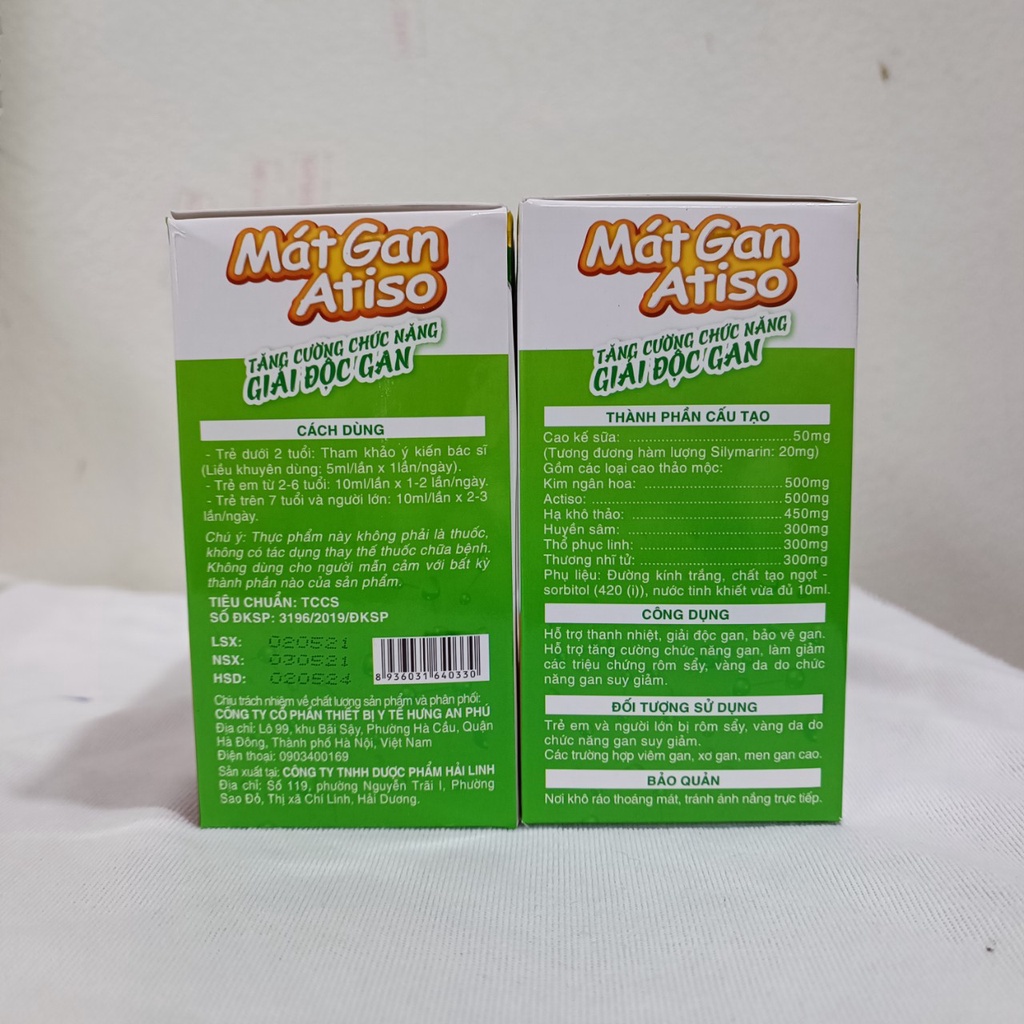 Mát Gan
Atiso
TĂNG CƯỜNG CHỨC NĂNG
GIẢI ĐỘC GAN
CÁCH DÙNG
- Trẻ dưới 2 tuổi: Tham khảo ý kiến bác sĩ
(Liều khuyên dùng: 5ml/lần x 1lần/ngày).
- Trẻ em từ 2-6 tuổi: 10ml/lần x 1-2 lần/ngày.
- Trẻ trên 7 tuổi và người lớn: 10ml/lần x 2-3
lần/ngày.
Chú ý: Thực phẩm này không phải là thuốc,
không có tác dụng thay thế thuốc chữa bệnh.
Không dùng cho người mẫn cảm với bất kỳ
thành phần nào của sản phẩm.
TIÊU CHUẨN: TCCS
SỐ ĐKSP: 3196/2019/ĐKSP
LSX: 020521
NSX: 020521
HSD: 020524
8 936031 640330
Chịu trách nhiệm về chất lượng sản phẩm và phân phối:
CÔNG TY CỔ PHẦN THIẾT BỊ Y TẾ HƯNG AN PHÚ
Địa chỉ: Lô 99, khu Bãi Sậy, Phường Hà Cầu, Quận
Hà Đông, Thành phố Hà Nội, Việt Nam
Điện thoại: 0903400169
Sản xuất tại: CÔNG TY TNHH DƯỢC PHẨM HẢI LINH
Địa chỉ: Số 119, phường Nguyễn Trãi I, Phường
Sao Đỏ, Thị xã Chí Linh, Hải Dương.
Mát Gan
Atiso
TĂNG CƯỜNG CHỨC NĂNG
GIẢI ĐỘC GAN
THÀNH PHẦN CẤU TẠO
Cao kế sữa: ........................................50mg
(Tương đương hàm lượng Silymarin: 20mg)
Gồm các loại cao thảo mộc:
Kim ngân hoa: ...................................500mg
Actiso: ...............................................500mg
Hạ khô thảo: ......................................450mg
Huyền sâm: .......................................300mg
Thổ phục linh: ...................................300mg
Thương nhĩ tử: ..................................300mg
Phụ liệu: Đường kính trắng, chất tạo ngọt -
sorbitol (420 (i)), nước tinh khiết vừa đủ 10ml.
CÔNG DỤNG
Hỗ trợ thanh nhiệt, giải độc gan, bảo vệ gan.
Hỗ trợ tăng cường chức năng gan, làm giảm
các triệu chứng rôm sẩy, vàng da do chức
năng gan suy giảm.
ĐỐI TƯỢNG SỬ DỤNG
Trẻ em và người lớn bị rôm sẩy, vàng da do
chức năng gan suy giảm.
Các trường hợp viêm gan, xơ gan, men gan cao.
BẢO QUẢN
Nơi khô ráo thoáng mát, tránh ánh nắng trực tiếp.